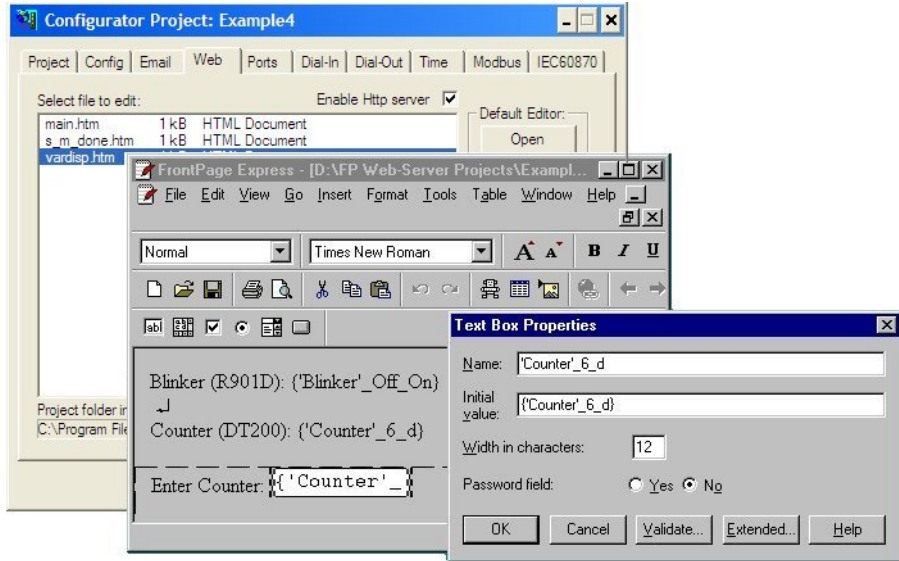 Configurator Project: Example4
Project Config Email Web Ports Dial-In Dial-Out Time Modbus IEC60870
Select file to edit: Enable Http server
Default Editor:
main.htm 1 kB HTML Document
Open
s_m_done.htm 1 kB HTML Document
vardisp.htm
FrontPage Express - [D:\FP Web-Server Projects\Exampl...
File Edit View Go Insert Format Tools Table Window Help
Normal Times New Roman A A B I U
abl
Text Box Properties
Name: 'Counter'_6_d
Blinker (R901D): {'Blinker'_Off_On}
Initial value: {'Counter'_6_d}
Project folder in
C:\Program File
Counter (DT200): {'Counter'_6_d}
Width in characters: 12
Enter Counter: {'Counter'_
Password field: Yes No
OK Cancel Validate... Extended... Help